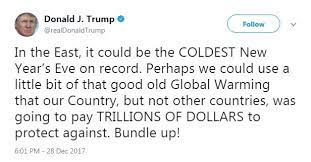 Donald J. Trump
@realDonaldTrump
Follow
In the East, it could be the COLDEST New
Year's Eve on record. Perhaps we could use a
little bit of that good old Global Warming
that our Country, but not other countries, was
going to pay TRILLIONS OF DOLLARS to
protect against. Bundle up!
6:01 PM - 28 Dec 2017